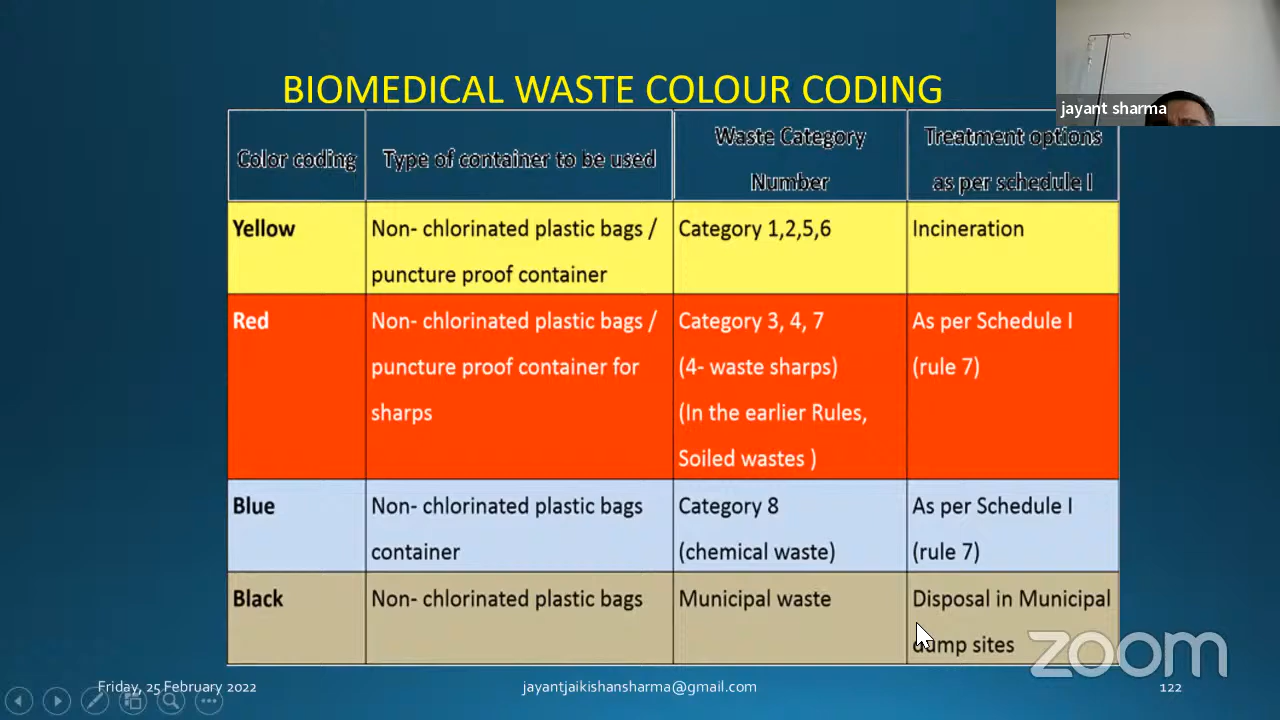 BIOMEDICAL WASTE COLOUR CODING
jayant sharma
Color coding
Type of container to be used
Waste Category
Number
Treatment options
as per schedule I
Yellow
Non- chlorinated plastic bags /
puncture proof container
Category 1,2,5,6
Incineration
Red
Non- chlorinated plastic bags /
puncture proof container for
sharps
Category 3, 4, 7
(4- waste sharps)
(In the earlier Rules,
Soiled wastes )
As per Schedule I
(rule 7)
Blue
Non- chlorinated plastic bags
container
Category 8
(chemical waste)
As per Schedule I
(rule 7)
Black
Non- chlorinated plastic bags
Municipal waste
Disposal in Municipal
dump sites
zoom
Friday, 25 February 2022
jayantjaikishansharma@gmail.com
122